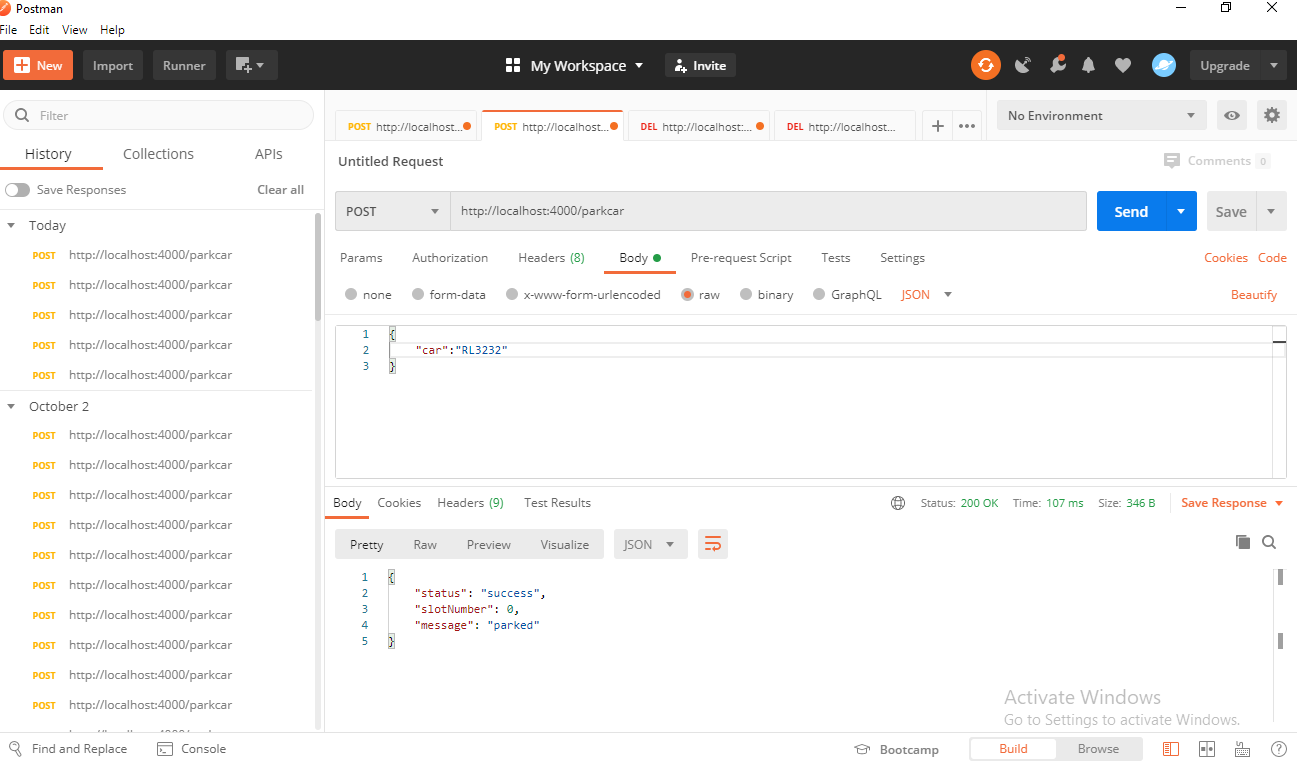 Postman
File Edit View Help
New Import Runner My Workspace Invite Upgrade
Filter
History Collections APIs
Save Responses Clear all
Today
POST http://localhost:4000/parkcar
POST http://localhost:4000/parkcar
POST http://localhost:4000/parkcar
POST http://localhost:4000/parkcar
POST http://localhost:4000/parkcar
October 2
POST http://localhost:4000/parkcar
POST http://localhost:4000/parkcar
POST http://localhost:4000/parkcar
POST http://localhost:4000/parkcar
POST http://localhost:4000/parkcar
POST http://localhost:4000/parkcar
POST http://localhost:4000/parkcar
POST http://localhost:4000/parkcar
POST http://localhost:4000/parkcar
POST http://localhost:4000/parkcar
POST http://localhost... POST http://localhost... DEL http://localhost:... DEL http://localhost... + ••• No Environment
Untitled Request Comments 0
POST http://localhost:4000/parkcar Send Save
Params Authorization Headers (8) Body Pre-request Script Tests Settings Cookies Code
none form-data x-www-form-urlencoded raw binary GraphQL JSON Beautify
1 {
2 "car":"RL3232"
3 }
Body Cookies Headers (9) Test Results Status: 200 OK Time: 107 ms Size: 346 B Save Response
Pretty Raw Preview Visualize JSON
1 {
2 "status": "success",
3 "slotNumber": 0,
4 "message": "parked"
5 }
Activate Windows
Go to Settings to activate Windows.
Find and Replace Console Bootcamp Build Browse ?